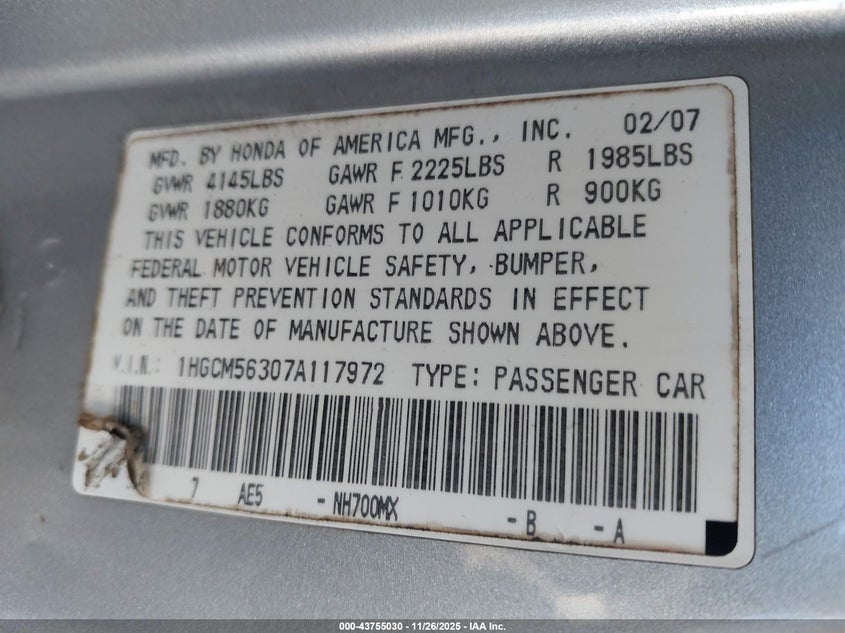 MFD. BY HONDA OF AMERICA MFG., INC. 02/07
GVWR 4145LBS GAWR F 2225LBS R 1985LBS
GVWR 1880KG GAWR F 1010KG R 900KG
THIS VEHICLE CONFORMS TO ALL APPLICABLE
FEDERAL MOTOR VEHICLE SAFETY, BUMPER,
AND THEFT PREVENTION STANDARDS IN EFFECT
ON THE DATE OF MANUFACTURE SHOWN ABOVE.
V.I.N.: 1HGCM56307A117972 TYPE: PASSENGER CAR
7 AE5 - NH700MX - B - A
000-43755030 - 11/26/2025 - IAA Inc.